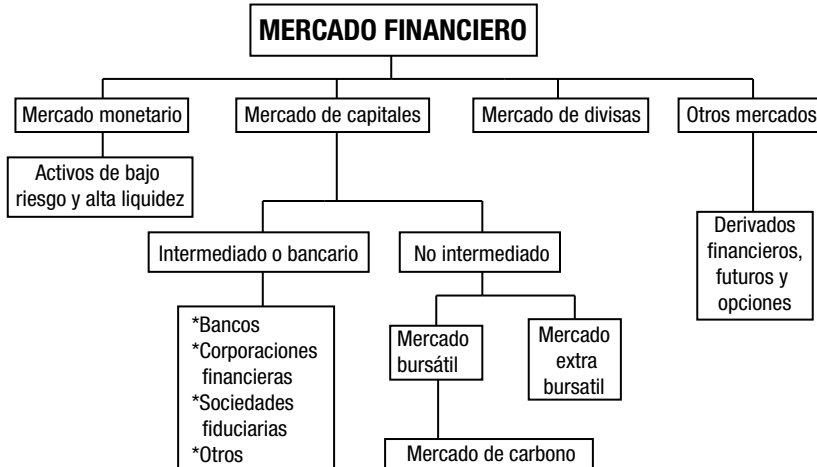 MERCADO FINANCIERO
Mercado monetario
Mercado de capitales
Mercado de divisas
Otros mercados
Activos de bajo
riesgo y alta liquidez
Derivados
financieros,
futuros y
opciones
Intermediado o bancario
No intermediado
*Bancos
*Corporaciones
financieras
*Sociedades
fiduciarias
*Otros
Mercado
bursátil
Mercado
extra
bursatil
Mercado de carbono